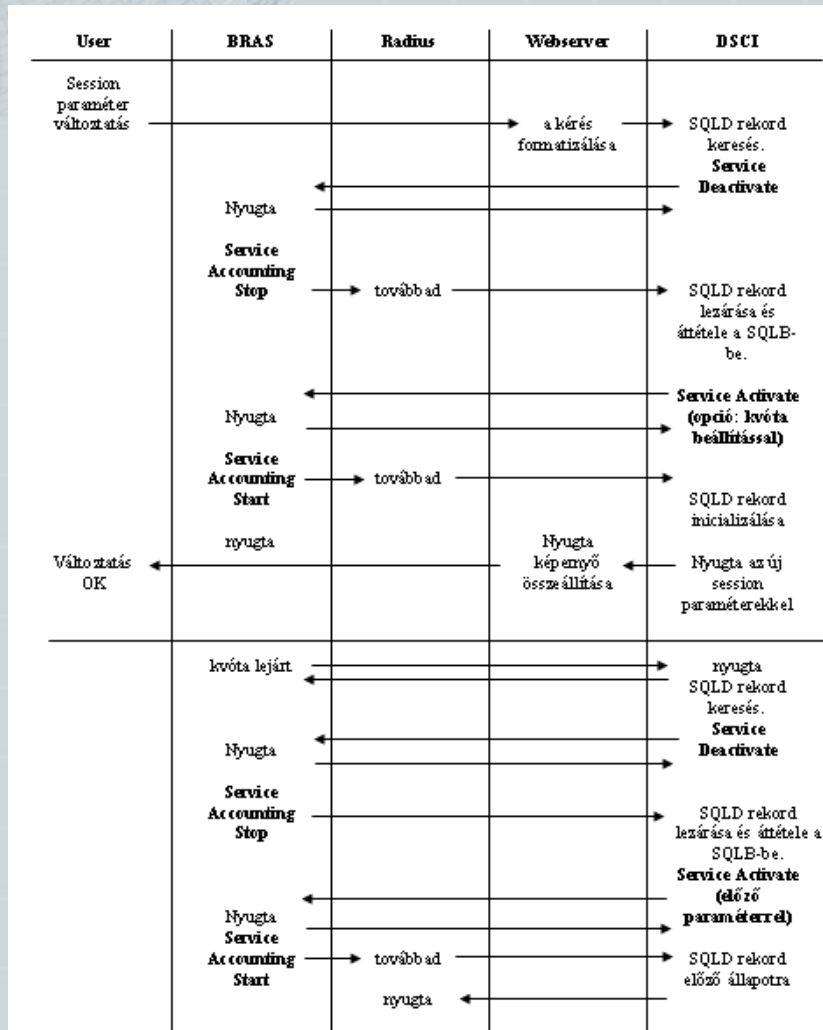 User BRAS Radius Webserver DSCI
Session
paraméter
változtatás
a kérés
formatizálása
SQLD rekord
keresés.
Service
Deactivate
Nyugta
Service
Accounting
Stop
továbbad
SQLD rekord
lezárása és
áttétele a SQLB-
be.
Service Activate
(opció: kvóta
beállítással)
Nyugta
Service
Accounting
Start
továbbad
SQLD rekord
inicializálása
nyugta
Változtatás
OK
Nyugta
képernyő
összeállítása
Nyugta az új
session
paraméterekkel
kvóta lejárt
nyugta
SQLD rekord
keresés.
Service
Deactivate
Nyugta
Service
Accounting
Stop
SQLD rekord
lezárása és áttétele a
SQLB-be.
Service Activate
(előző
paraméterrel)
Nyugta
Service
Accounting
Start
továbbad
SQLD rekord
előző állapotra
nyugta